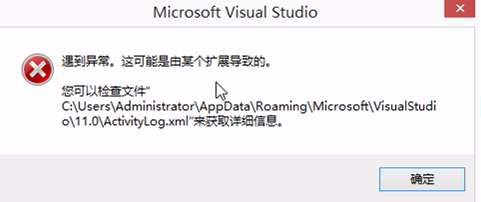 Microsoft Visual Studio
遇到异常。这可能是由某个扩展导致的。
您可以检查文件“
C:\Users\Administrator\AppData\Roaming\Microsoft\VisualStudi
o\11.0\ActivityLog.xml”来获取详细信息。
确定